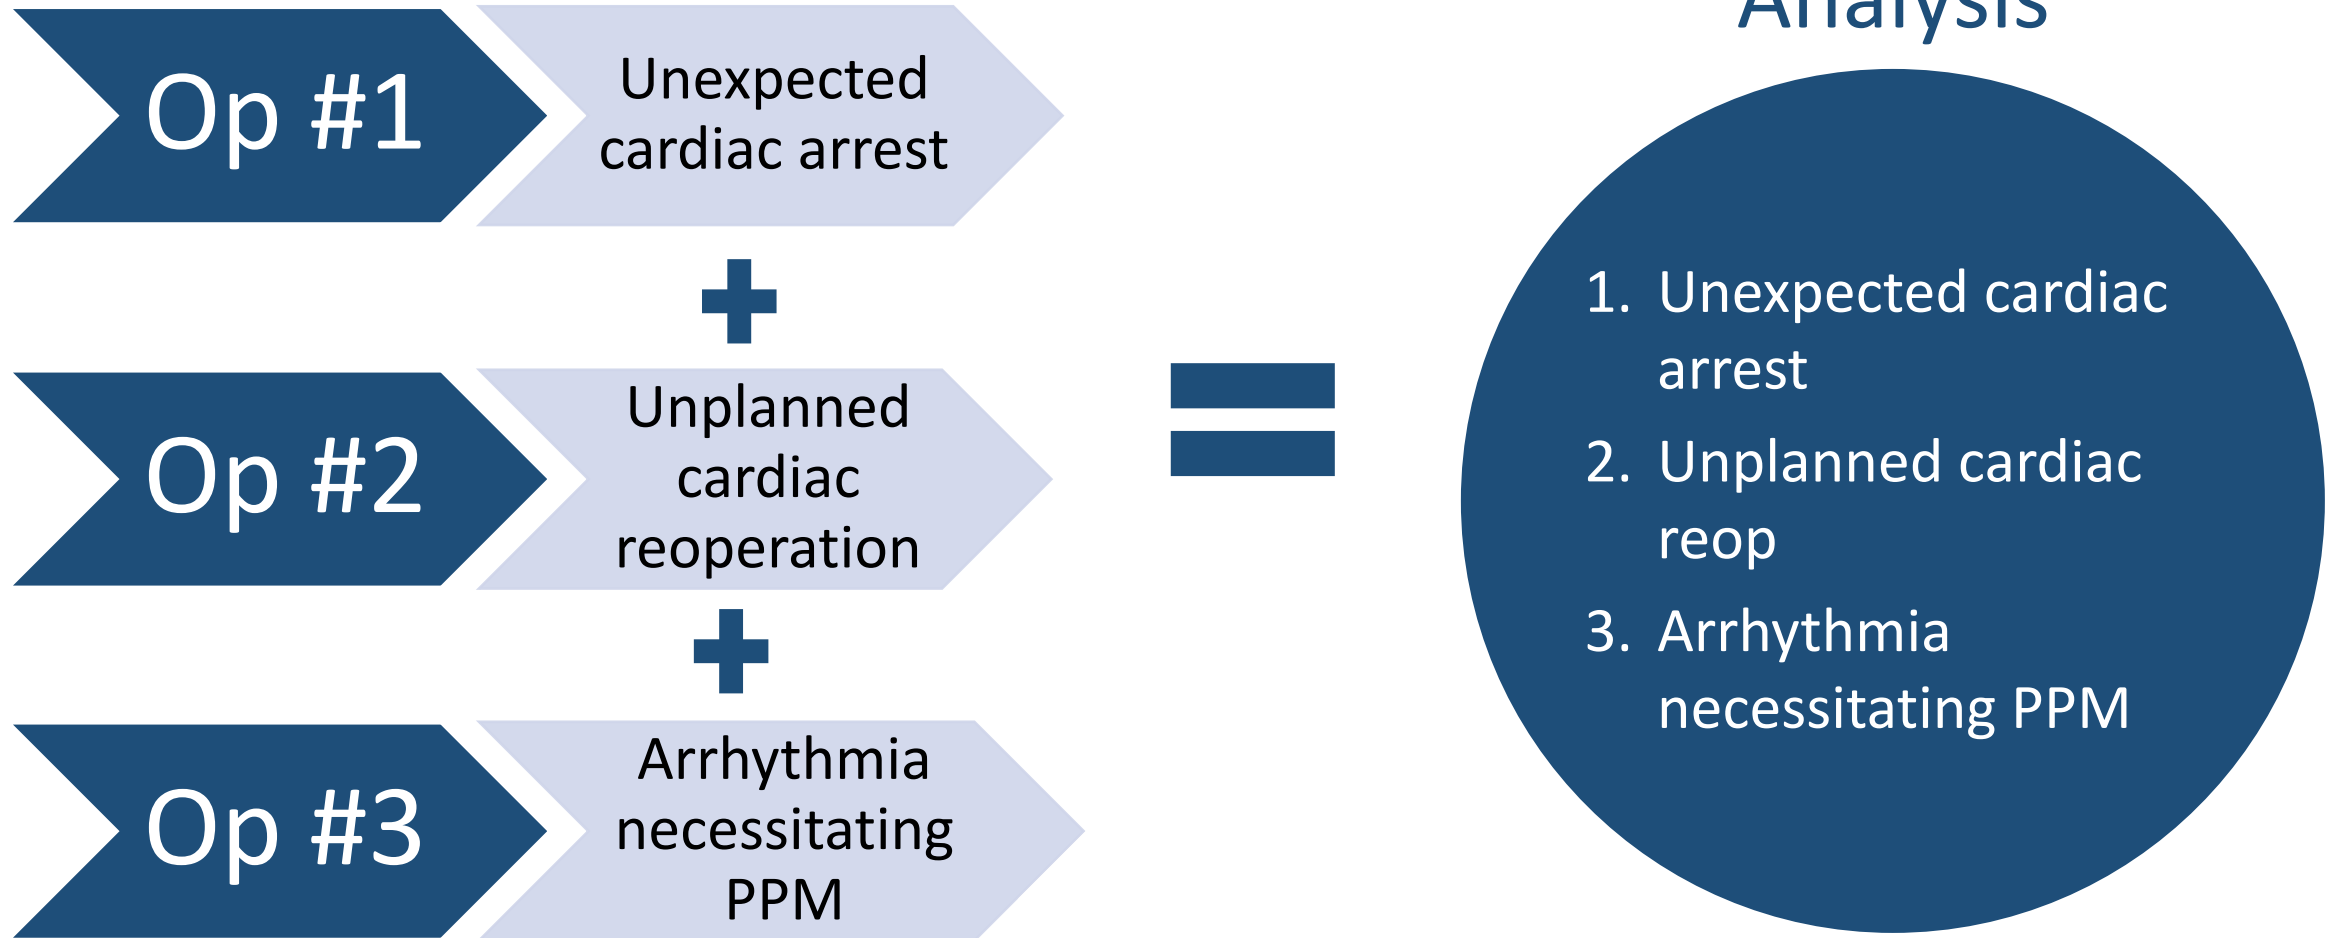 Analysis
Op #1
Unexpected
cardiac arrest
Op #2
Unplanned
cardiac
reoperation
Op #3
Arrhythmia
necessitating
PPM
1. Unexpected cardiac
arrest
2. Unplanned cardiac
reop
3. Arrhythmia
necessitating PPM